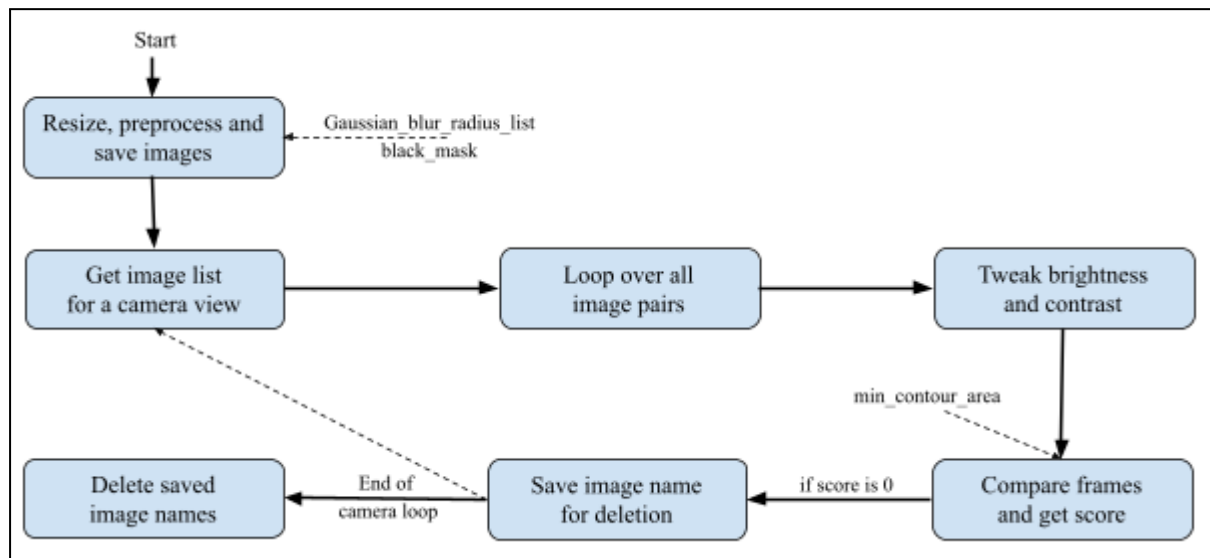 Start
Resize, preprocess and
save images
Gaussian_blur_radius_list
black_mask
Get image list
for a camera view
Loop over all
image pairs
Tweak brightness
and contrast
min_contour_area
Delete saved
image names
End of
camera loop
Save image name
for deletion
if score is 0
Compare frames
and get score